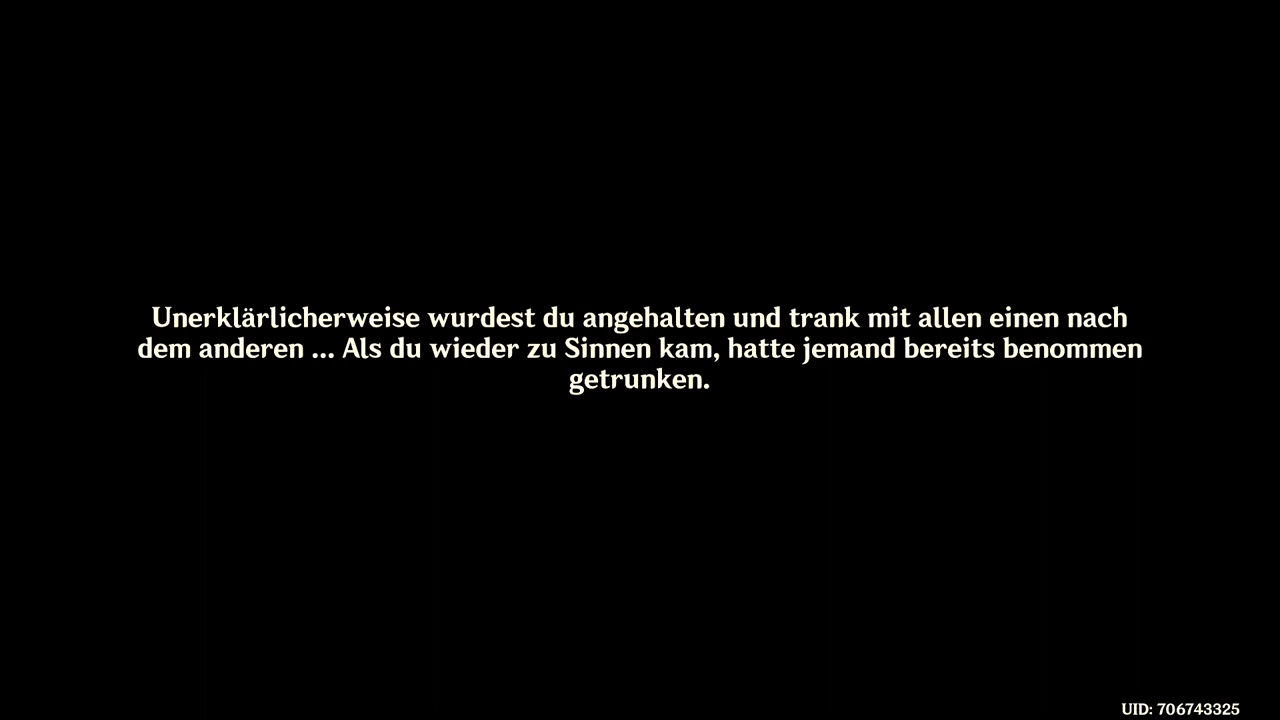 Unerklärlicherweise wurdest du angehalten und trank mit allen einen nach
dem anderen ... Als du wieder zu Sinnen kam, hatte jemand bereits benommen
getrunken.
UID: 706743325